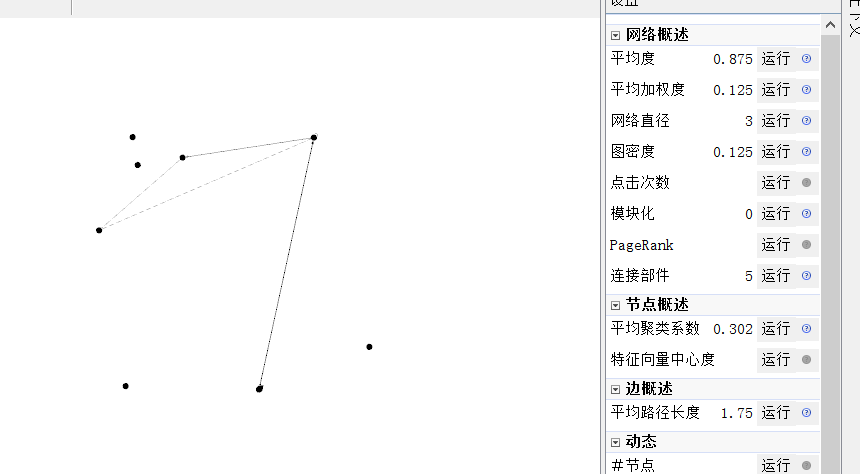 网络概述
平均度 0.875 运行
平均加权度 0.125 运行
网络直径 3 运行
图密度 0.125 运行
点击次数 运行
模块化 0 运行
PageRank 运行
连接部件 5 运行
节点概述
平均聚类系数 0.302 运行
特征向量中心度 运行
边概述
平均路径长度 1.75 运行
动态
#节点 运行